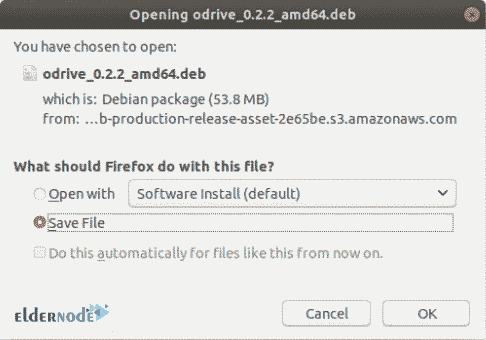 Opening odrive_0.2.2_amd64.deb
You have chosen to open:
odrive_0.2.2_amd64.deb
which is: Debian package (53.8 MB)
from: …b-production-release-asset-2e65be.s3.amazonaws.com
What should Firefox do with this file?
Open with Software Install (default)
Save File
Do this automatically for files like this from now on.
eldernode
Cancel OK